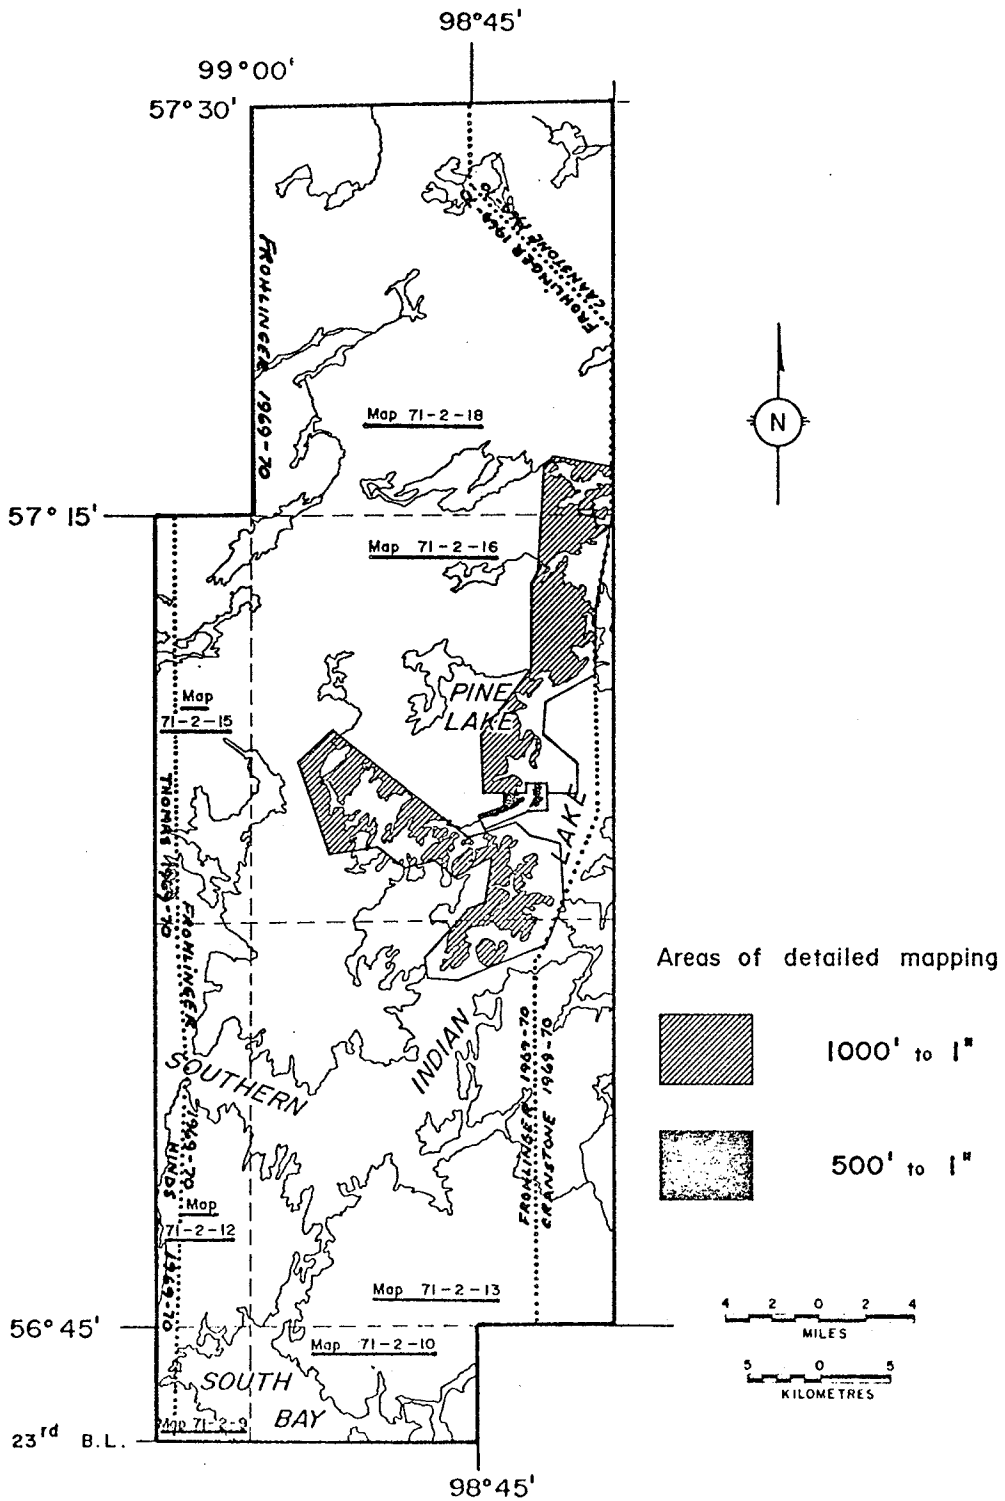 98°45'
99°00'
57°30'
FROHLINGER 1969-70
CRANSTONE 1969-70
FROHLINGER 1969-70
Map 71-2-18
N
57°15'
Map 71-2-16
PINE
LAKE
Map
71-2-15
THOMAS 1969-70
FROHLINGER 1969-70
LAKE
INDIAN
SOUTHERN
Areas of detailed mapping
1000' to 1"
500' to 1"
FROHLINGER 1969-70
CRANSTONE 1969-70
HINDS 1969-70
Map
71-2-12
Map 71-2-13
4 2 0 2 4
MILES
56°45'
Map 71-2-10
5 0 5
KILOMETRES
SOUTH
BAY
Map 71-2-9
23rd B.L.
98°45'